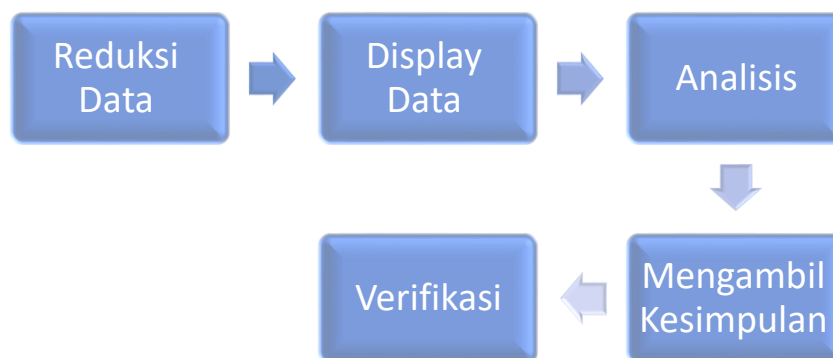 Reduksi
Data
Display
Data
Analisis
Mengambil
Kesimpulan
Verifikasi